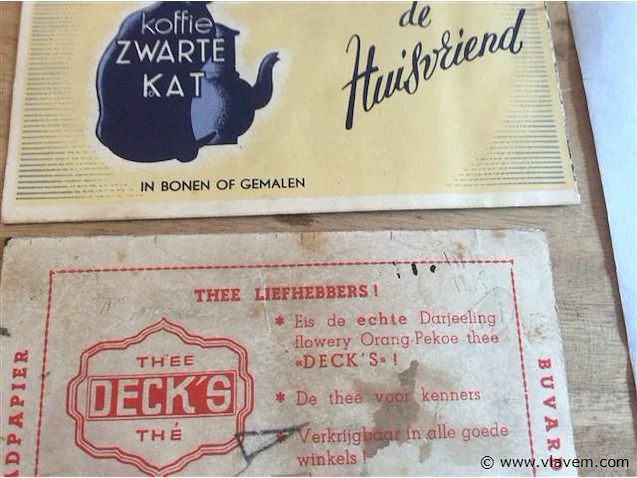 koffie
ZWARTE
KAT
de
Huisvriend
IN BONEN OF GEMALEN
THEE LIEFHEBBERS!
* Eis de echte Darjeeling
flowery Orang-Pekoe thee
«DECK'S» !
* De thee voor kenners
* Verkrijgbaar in alle goede
winkels !
THEE
DECK'S
THÉ
ADPAPIER
BUVARD
© www.vlavem.com